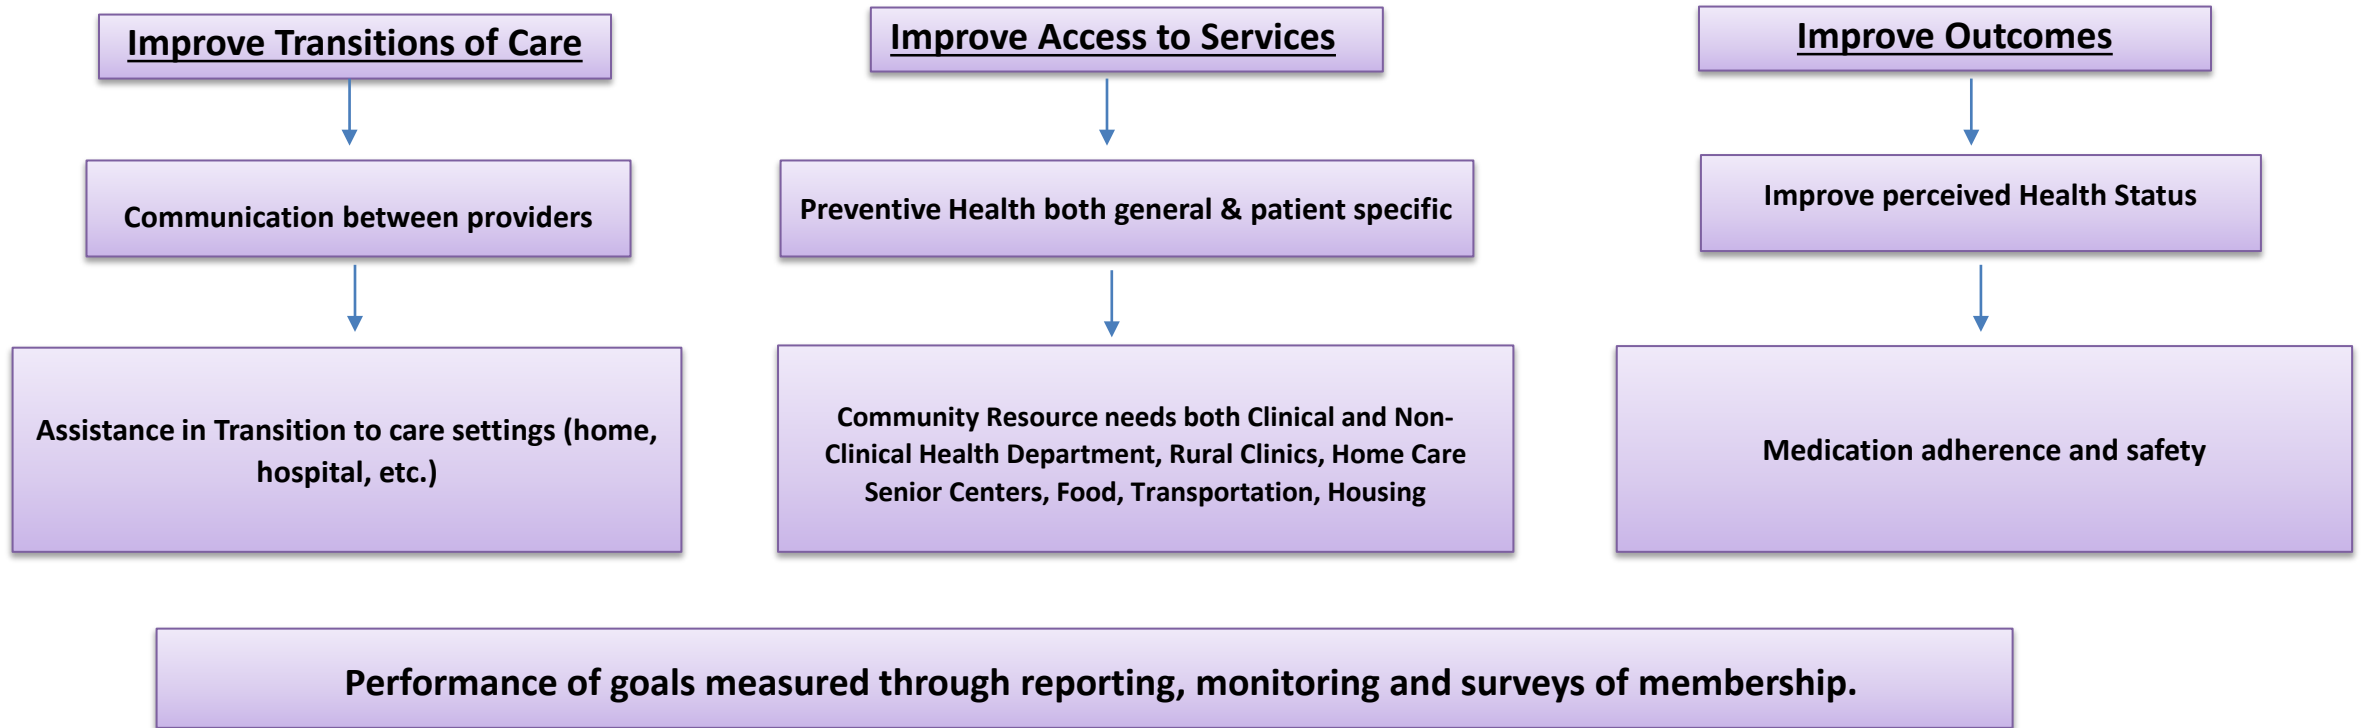 Improve Transitions of Care
Communication between providers
Assistance in Transition to care settings (home,
hospital, etc.)
Improve Access to Services
Preventive Health both general & patient specific
Community Resource needs both Clinical and Non-
Clinical Health Department, Rural Clinics, Home Care
Senior Centers, Food, Transportation, Housing
Improve Outcomes
Improve perceived Health Status
Medication adherence and safety
Performance of goals measured through reporting, monitoring and surveys of membership.